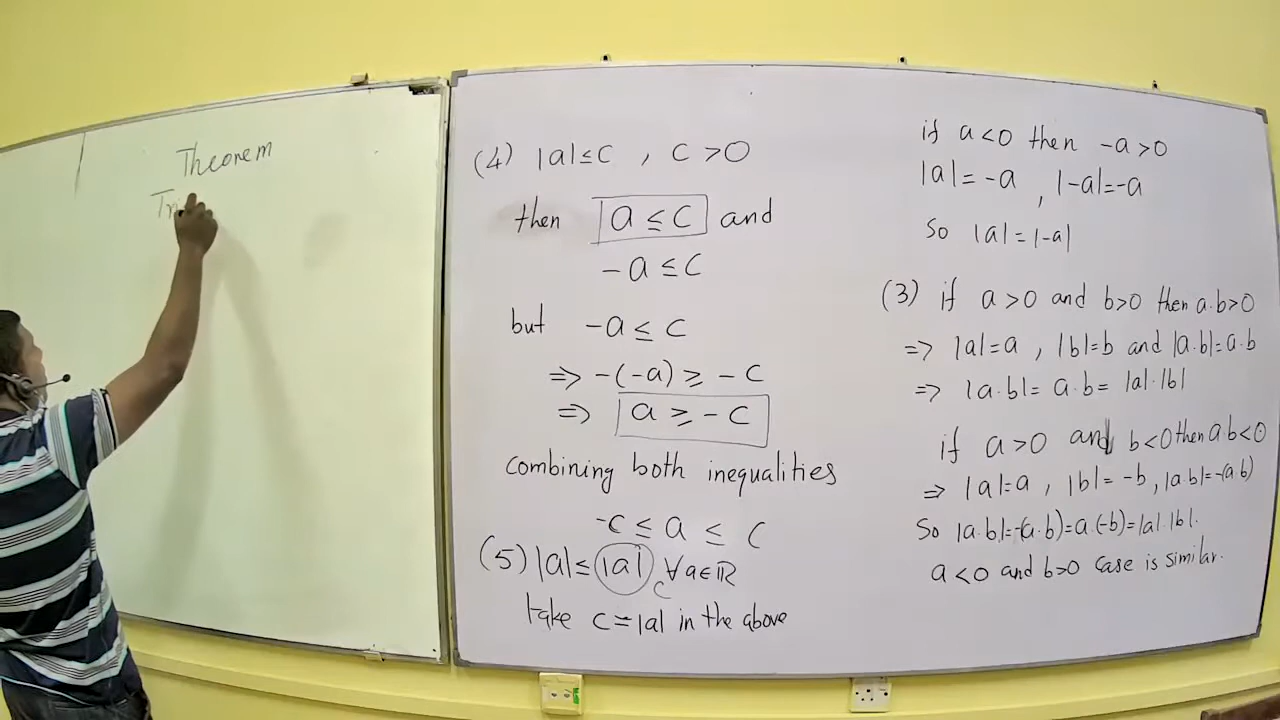 Theorem
Tr
(4) |a| ≤ c , c > 0
then a ≤ c and
-a ≤ c
but -a ≤ c
=> -(-a) ≥ -c
=> a ≥ -c
combining both inequalities
-c ≤ a ≤ c
(5) |a| ≤ |a| ∀a∈ℝ
c
take c = |a| in the above
if a < 0 then -a > 0
|a| = -a , |-a| = -a
So |a| = |-a|
(3) if a > 0 and b > 0 then a·b > 0
=> |a| = a , |b| = b and |a·b| = a·b
=> |a·b| = a·b = |a|·|b|
if a > 0 and b < 0 then a b < 0
=> |a| = a , |b| = -b , |a·b| = -(a·b)
So |a·b| = -(a·b) = a·(-b) = |a|·|b|.
a < 0 and b > 0 case is similar.